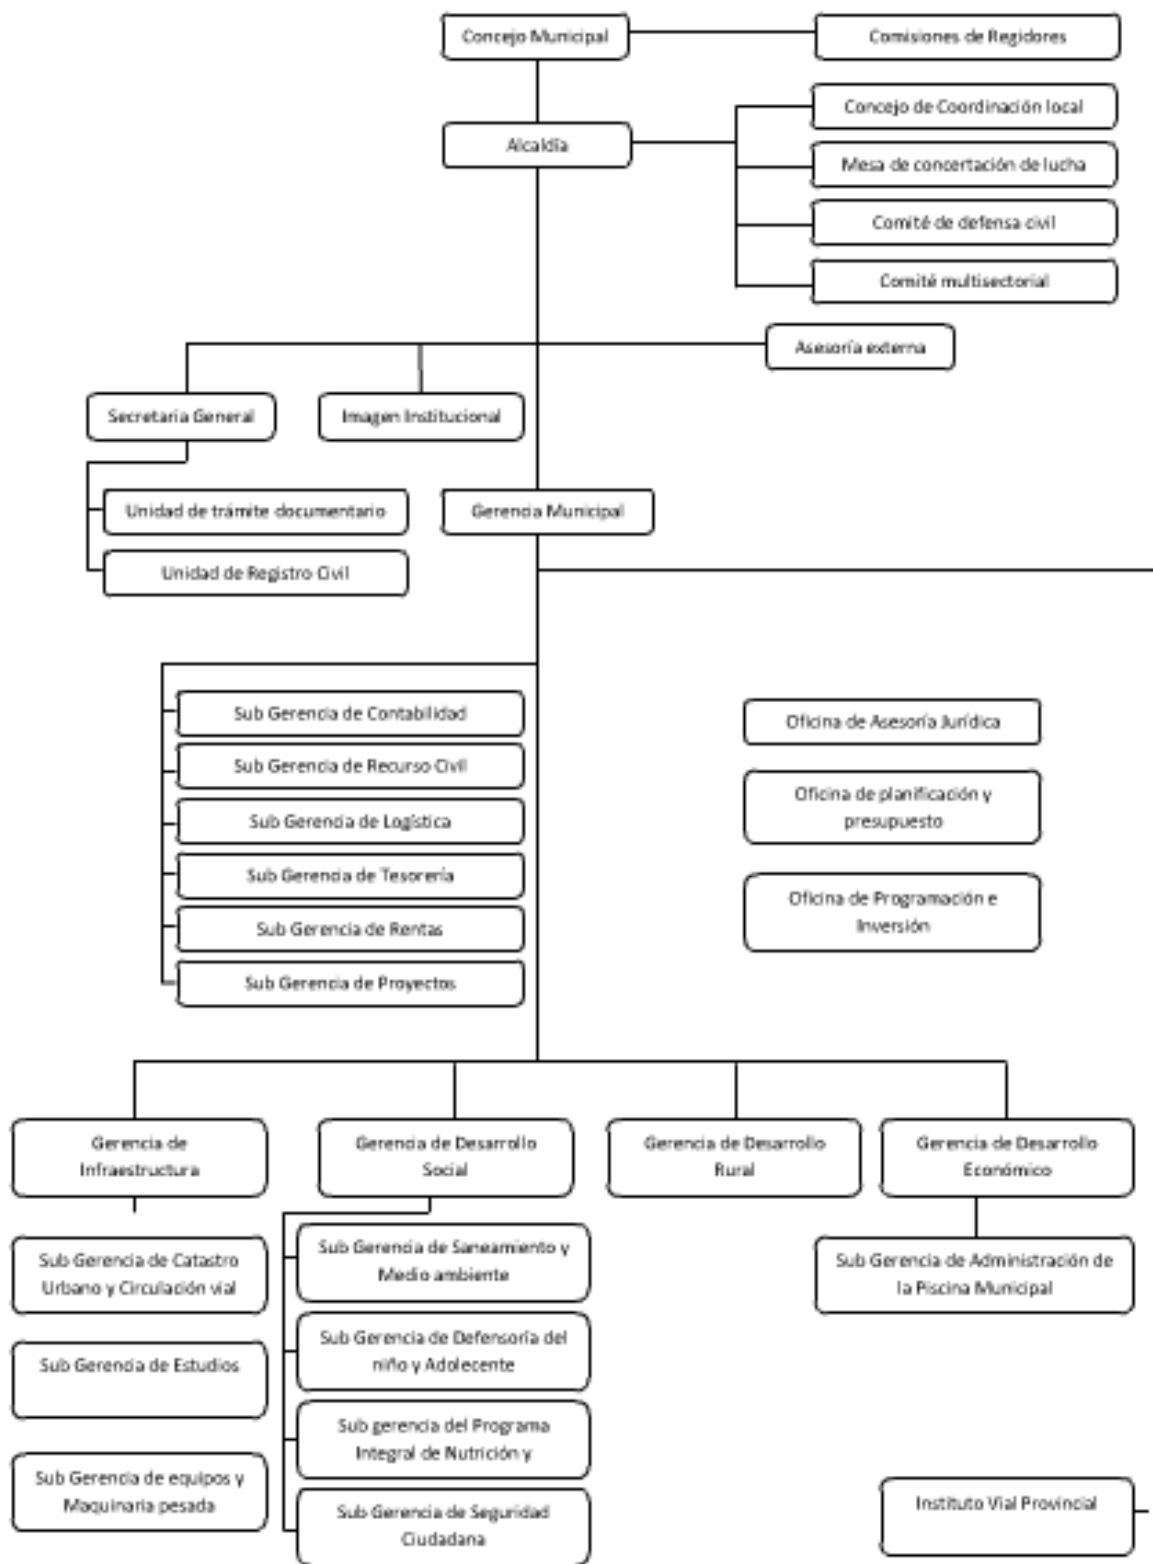 Concejo Municipal
Comisiones de Regidores
Concejo de Coordinación local
Alcaldía
Mesa de concertación de lucha
Comité de defensa civil
Comité multisectorial
Asesoría externa
Secretaria General
Imagen Institucional
Unidad de trámite documentario
Gerencia Municipal
Unidad de Registro Civil
Sub Gerencia de Contabilidad
Sub Gerencia de Recurso Civil
Sub Gerencia de Logística
Sub Gerencia de Tesorería
Sub Gerencia de Rentas
Sub Gerencia de Proyectos
Oficina de Asesoría Jurídica
Oficina de planificación y
presupuesto
Oficina de Programación e
Inversión
Gerencia de
Infraestructura
Gerencia de Desarrollo
Social
Gerencia de Desarrollo
Rural
Gerencia de Desarrollo
Económico
Sub Gerencia de Catastro
Urbano y Circulación vial
Sub Gerencia de Estudios
Sub Gerencia de equipos y
Maquinaria pesada
Sub Gerencia de Saneamiento y
Medio ambiente
Sub Gerencia de Defensoría del
niño y Adolecente
Sub gerencia del Programa
Integral de Nutrición y
Sub Gerencia de Seguridad
Ciudadana
Sub Gerencia de Administración de
la Piscina Municipal
Instituto Vial Provincial